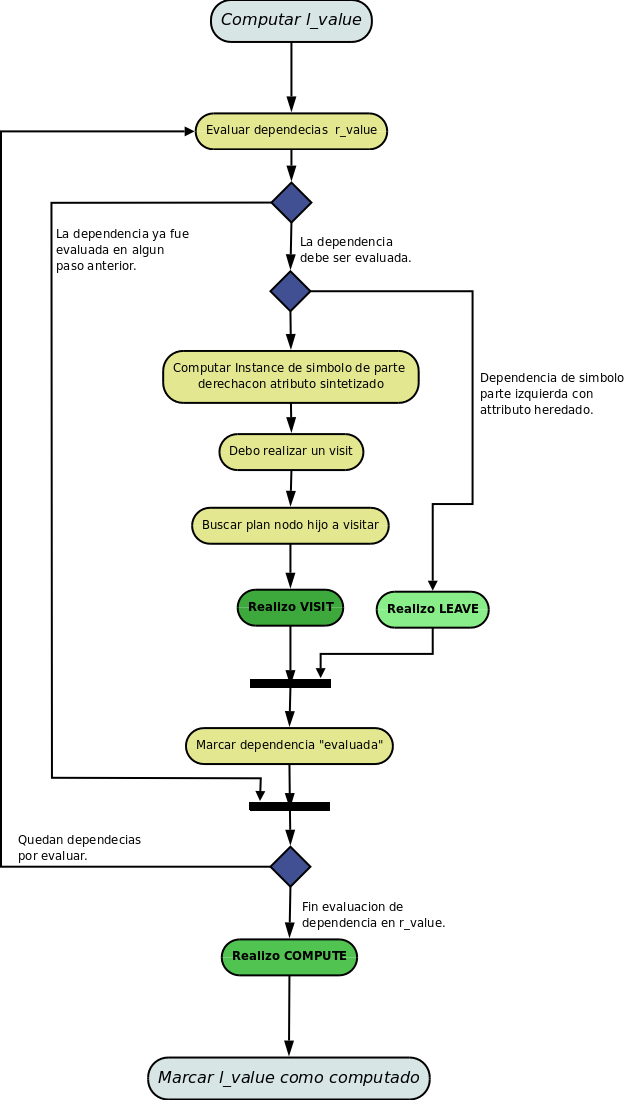 Computar l_value
Evaluar dependecias  r_value
La dependencia ya fue
evaluada en algun
paso anterior.
La dependencia
debe ser evaluada.
Computar Instance de simbolo de parte
derechacon atributo sintetizado
Dependencia de simbolo
parte izquierda con
attributo heredado.
Debo realizar un visit
Buscar plan nodo hijo a visitar
Realizo VISIT
Realizo LEAVE
Marcar dependencia "evaluada"
Quedan dependecias
por evaluar.
Fin evaluacion de
dependencia en r_value.
Realizo COMPUTE
Marcar l_value como computado